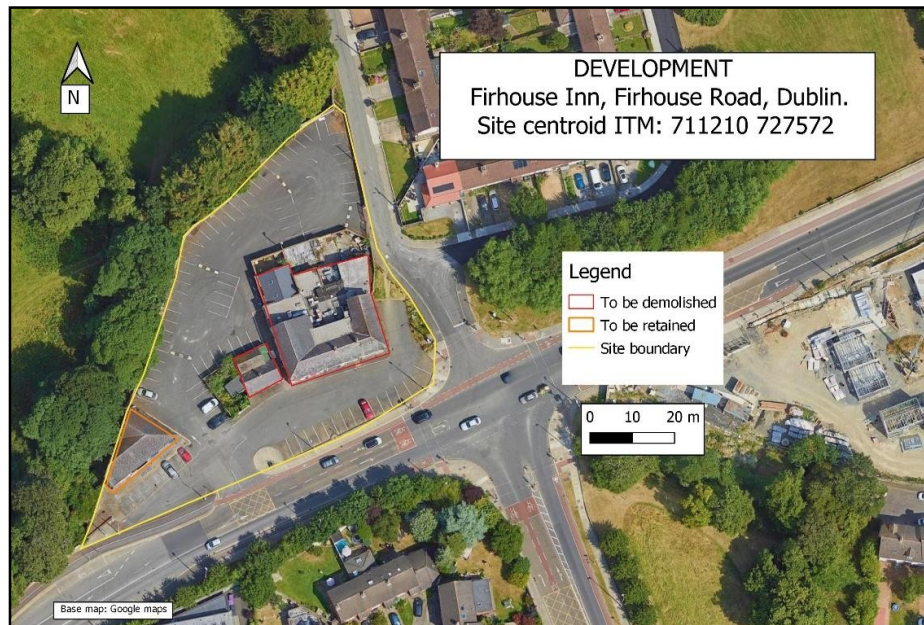 DEVELOPMENT
Firhouse Inn, Firhouse Road, Dublin.
Site centroid ITM: 711210 727572
N
Legend
To be demolished
To be retained
Site boundary
0 10 20 m
Base map: Google maps